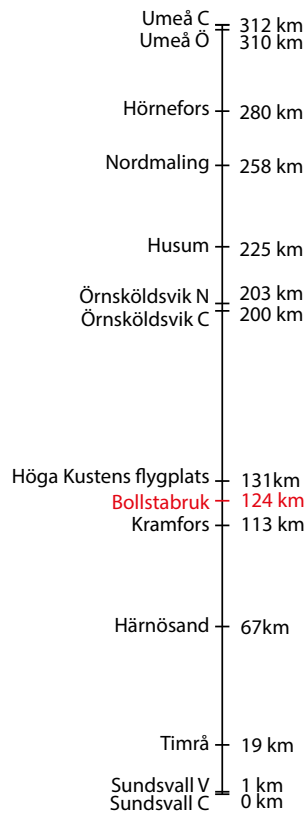 Umeå C 312 km
Umeå Ö 310 km
Hörnefors 280 km
Nordmaling 258 km
Husum 225 km
Örnsköldsvik N 203 km
Örnsköldsvik C 200 km
Höga Kustens flygplats 131km
Bollstabruk 124 km
Kramfors 113 km
Härnösand 67km
Timrå 19 km
Sundsvall V 1 km
Sundsvall C 0 km